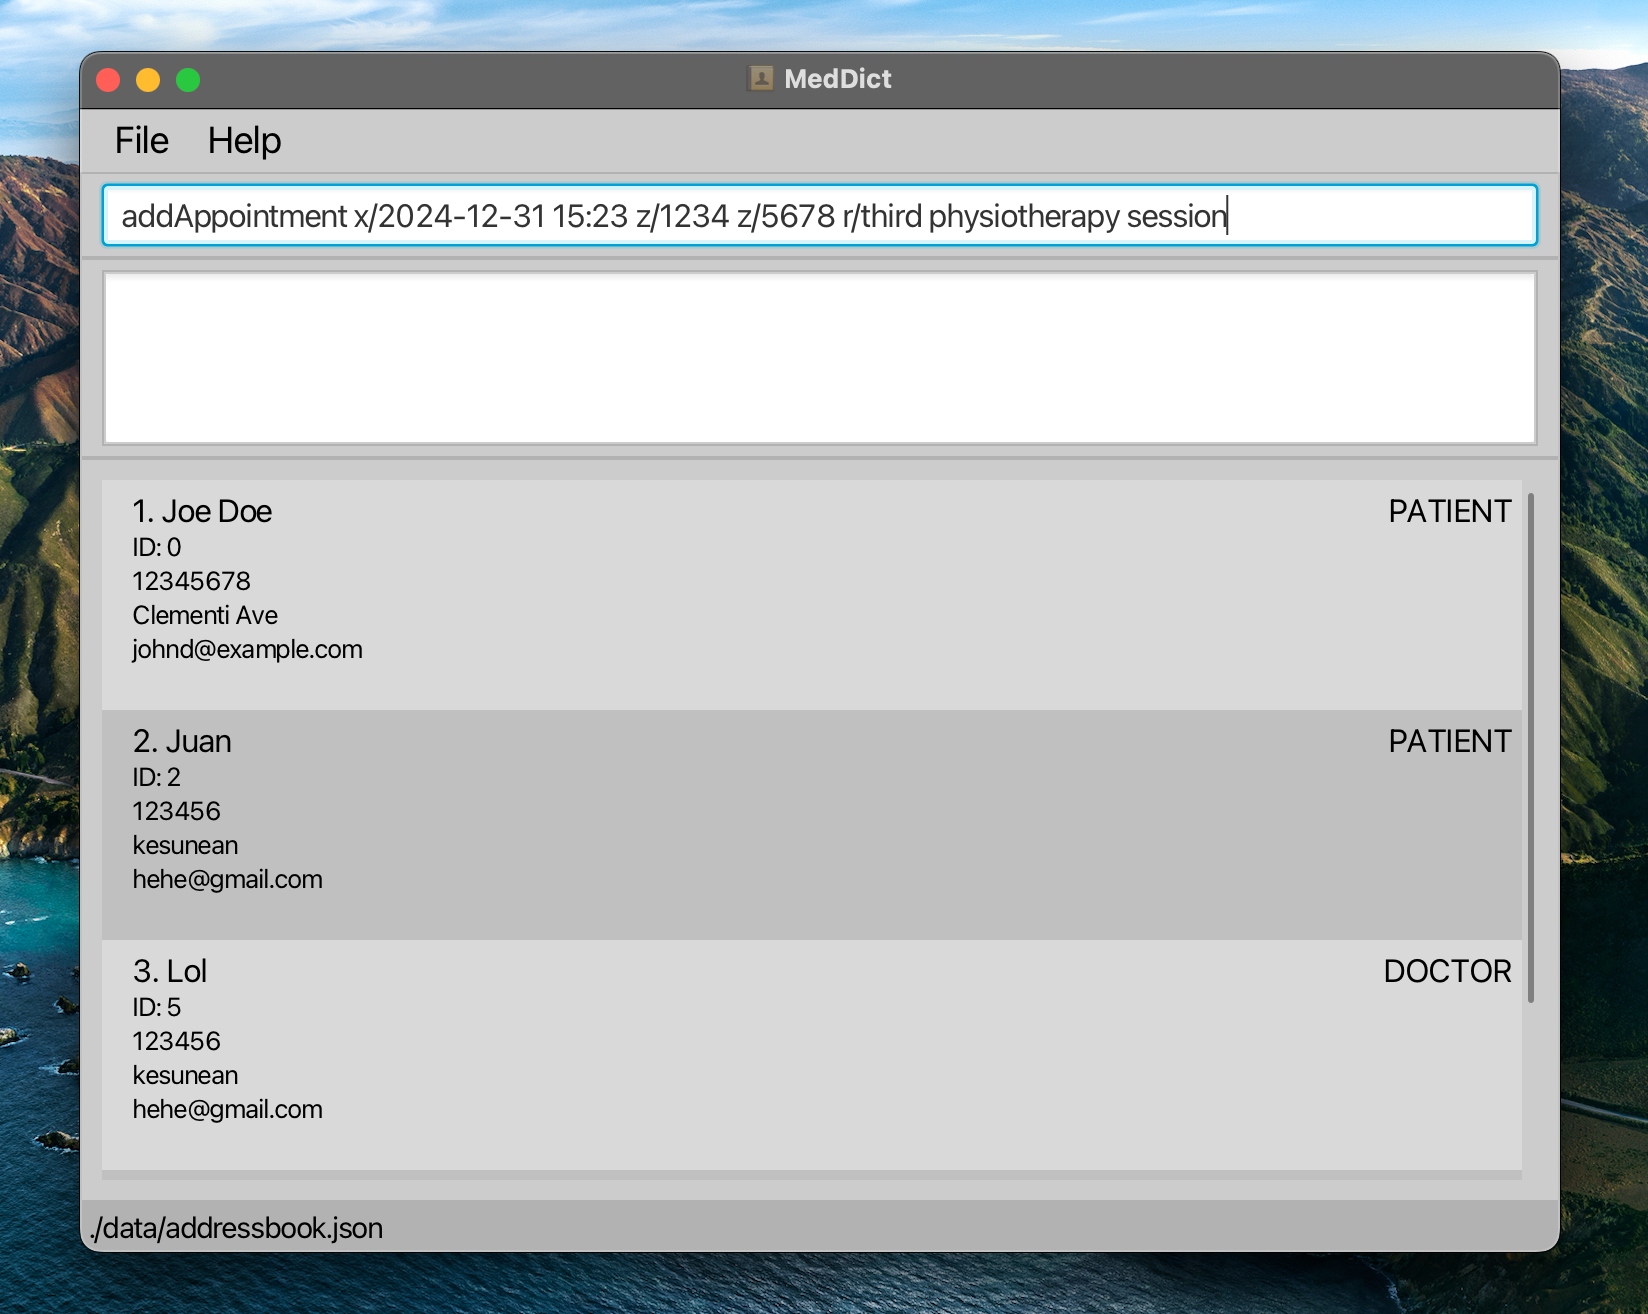 MedDict
File Help
addAppointment x/2024-12-31 15:23 z/1234 z/5678 r/third physiotherapy session
1. Joe Doe PATIENT
ID: 0
12345678
Clementi Ave
johnd@example.com
2. Juan PATIENT
ID: 2
123456
kesunean
hehe@gmail.com
3. Lol DOCTOR
ID: 5
123456
kesunean
hehe@gmail.com
./data/addressbook.json